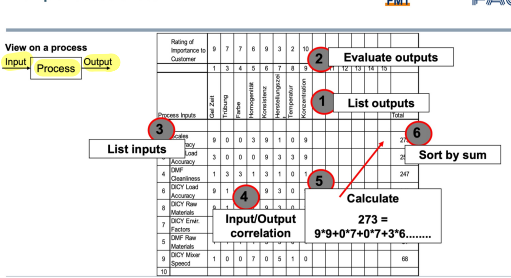 View on a process
Input
Process
Output
Rating of
Importance to
Customer
9 7 7 6 9 3 2 10
2
Evaluate outputs
1 3 4 5 6 7 8 9 11 12 13 14 15
Process Inputs
Gel Zeit
Trübung
Farbe
Homogenität
Konsistenz
Herstellungszei
Temperatur
Konzentration
1
List outputs
Total
3
List inputs
Accuracy
9 0 0 3 9 1 0 9
6
Sort by sum
Load
Accuracy
3 0 0 0 9 3 3 9
4 DMF
Cleanliness
1 3 3 1 3 1 0 9
247
5
Calculate
273 =
9*9+0*7+0*7+3*6........
6 DICY Load
Accuracy
9 1 9 3 0
4
Input/Output
correlation
8 DICY Raw
Materials
7 DICY Envir.
Factors
5 DMF Raw
Materials
9 DICY Mixer
Speecd
1 0 0 7 0 5 1 0
68
10